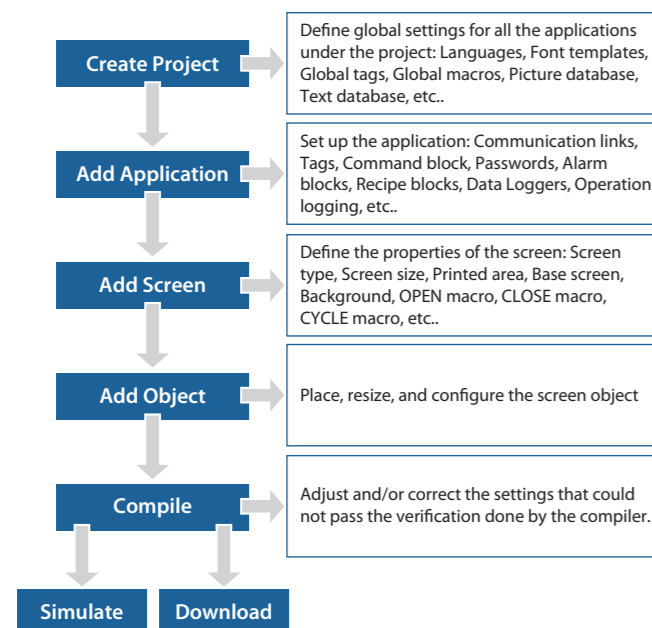 Create Project
Define global settings for all the applications
under the project: Languages, Font templates,
Global tags, Global macros, Picture database,
Text database, etc..
Add Application
Set up the application: Communication links,
Tags, Command block, Passwords, Alarm
blocks, Recipe blocks, Data Loggers, Operation
logging, etc..
Add Screen
Define the properties of the screen: Screen
type, Screen size, Printed area, Base screen,
Background, OPEN macro, CLOSE macro,
CYCLE macro, etc..
Add Object
Place, resize, and configure the screen object
Compile
Adjust and/or correct the settings that could
not pass the verification done by the compiler.
Simulate
Download